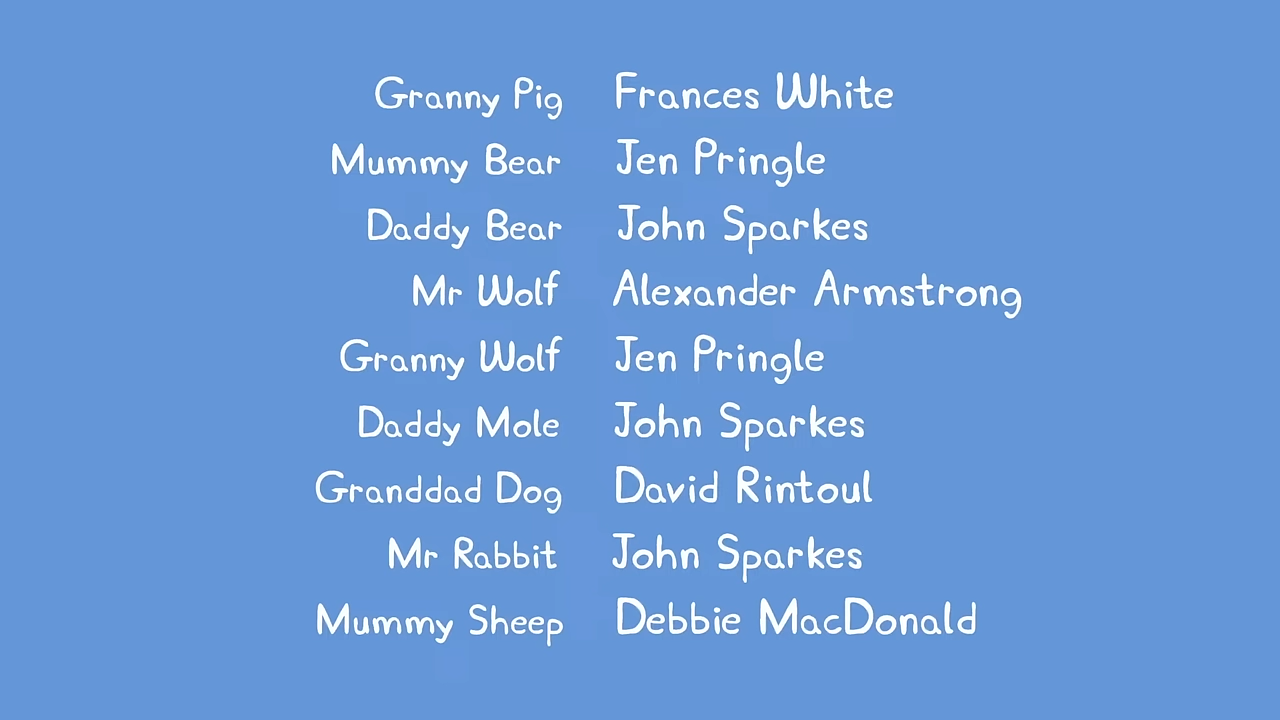 Granny Pig Frances White
Mummy Bear Jen Pringle
Daddy Bear John Sparkes
Mr Wolf Alexander Armstrong
Granny Wolf Jen Pringle
Daddy Mole John Sparkes
Granddad Dog David Rintoul
Mr Rabbit John Sparkes
Mummy Sheep Debbie MacDonald